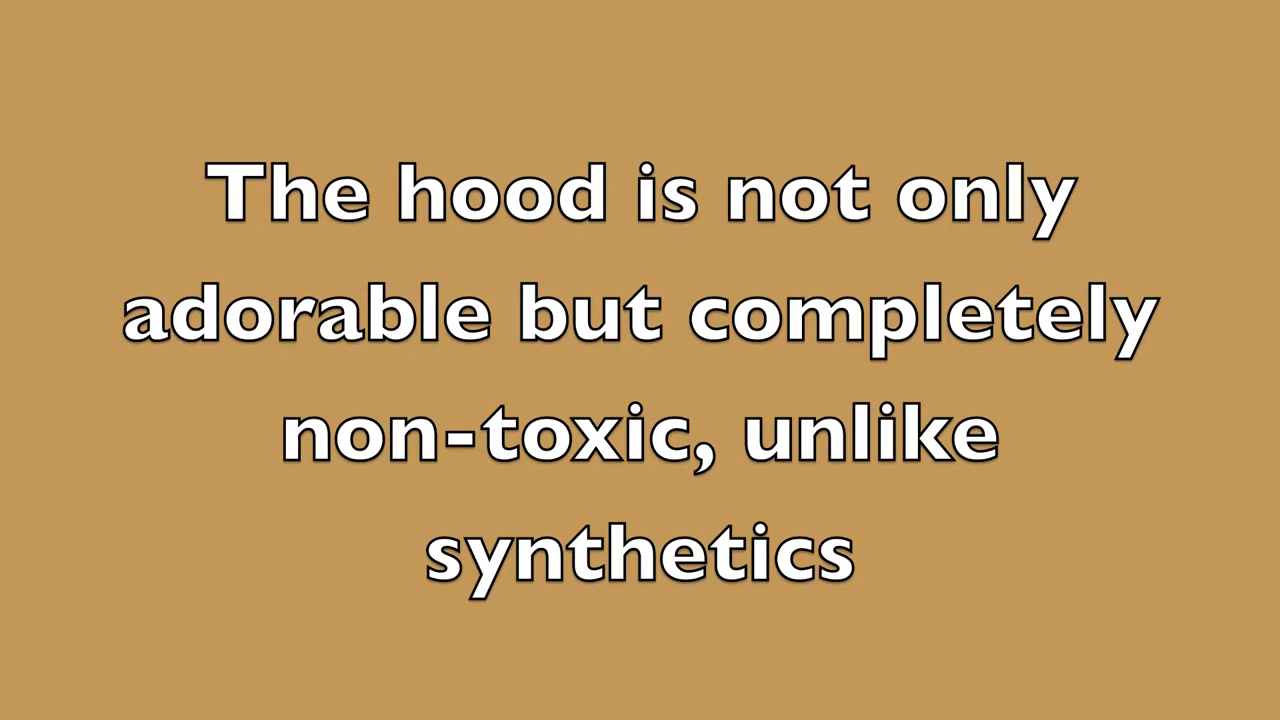 The hood is not only
adorable but completely
non-toxic, unlike
synthetics